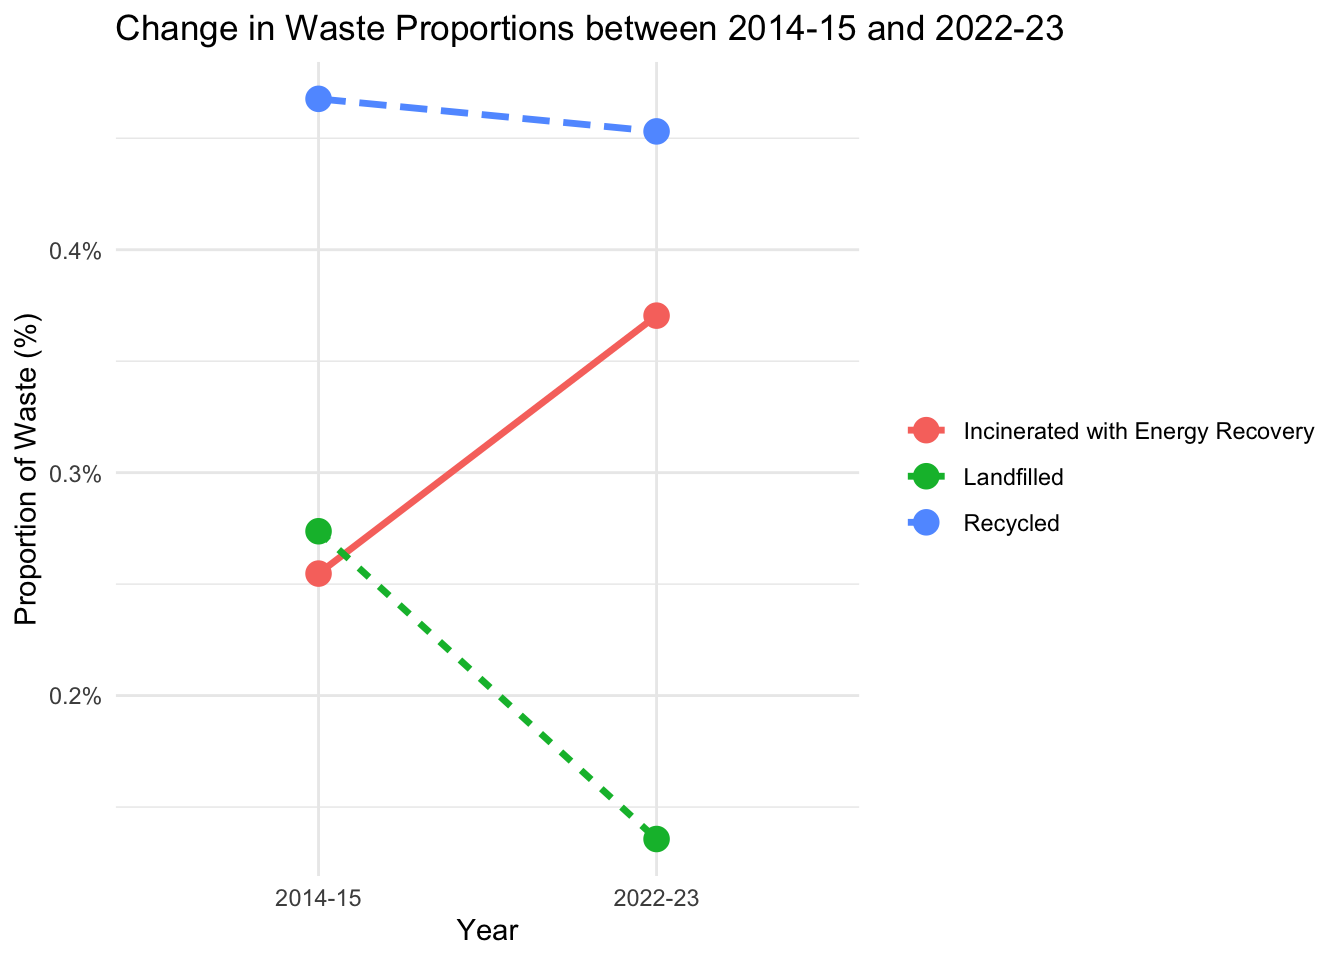 Change in Waste Proportions between 2014-15 and 2022-23
Proportion of Waste (%)
0.4%
0.3%
0.2%
2014-15
2022-23
Year
Incinerated with Energy Recovery
Landfilled
Recycled